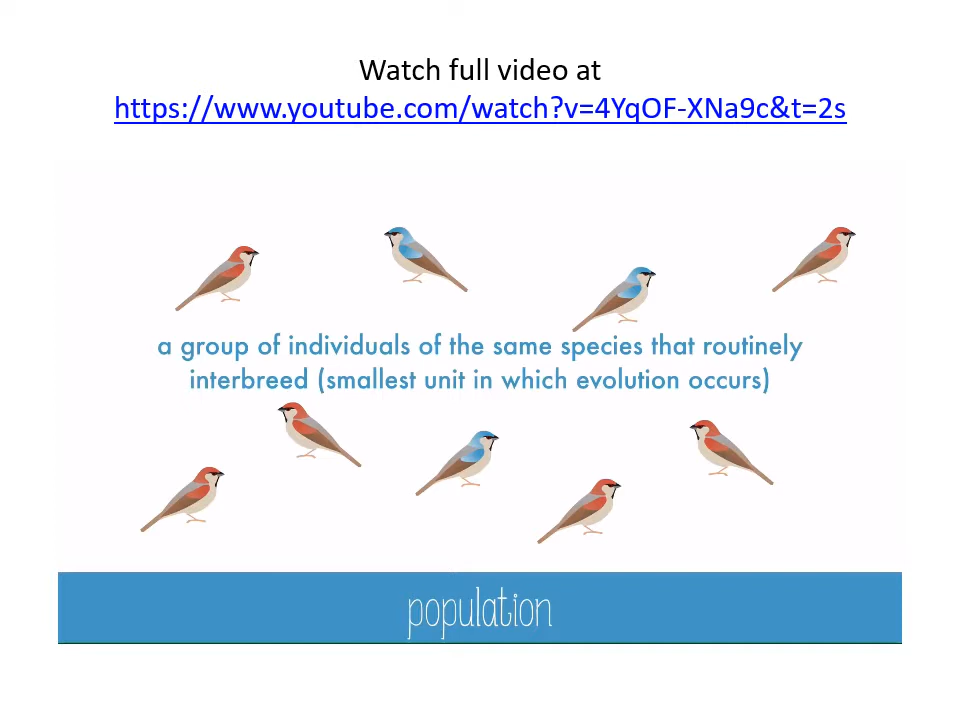 Watch full video at
https://www.youtube.com/watch?v=4YqOF-XNa9c&t=2s
a group of individuals of the same species that routinely
interbreed (smallest unit in which evolution occurs)
population